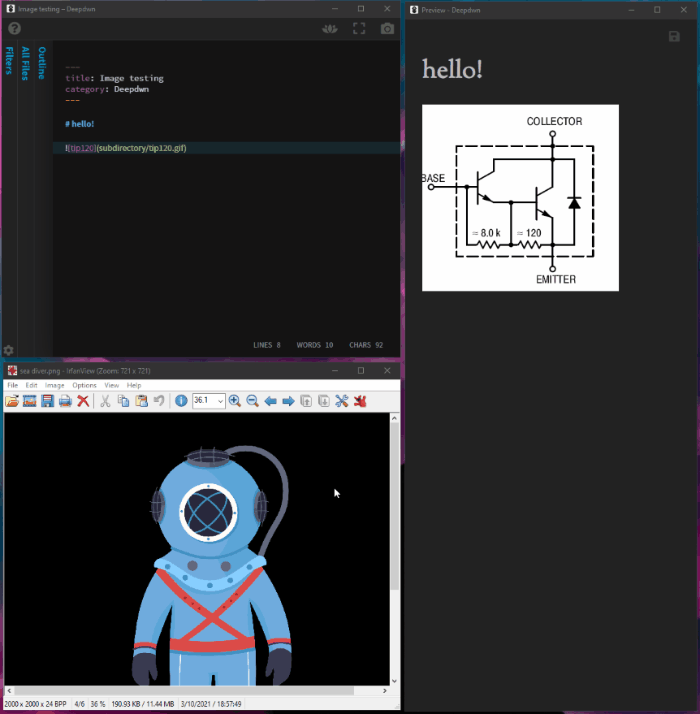 Image testing – Deepdwn
Filters
All Files
Outline
---
title: Image testing
category: Deepdwn
---
# hello!
![tip120](subdirectory/tip120.gif)
LINES 8 WORDS 10 CHARS 92
Preview - Deepdwn
hello!
COLLECTOR
BASE
≈ 8.0 k ≈ 120
EMITTER
sea diver.png - IrfanView (Zoom: 721 x 721)
File Edit Image Options View Help
36.1
2000 x 2000 x 24 BPP 4/6 36 % 190.93 KB / 11.44 MB 3/10/2021 / 18:57:49